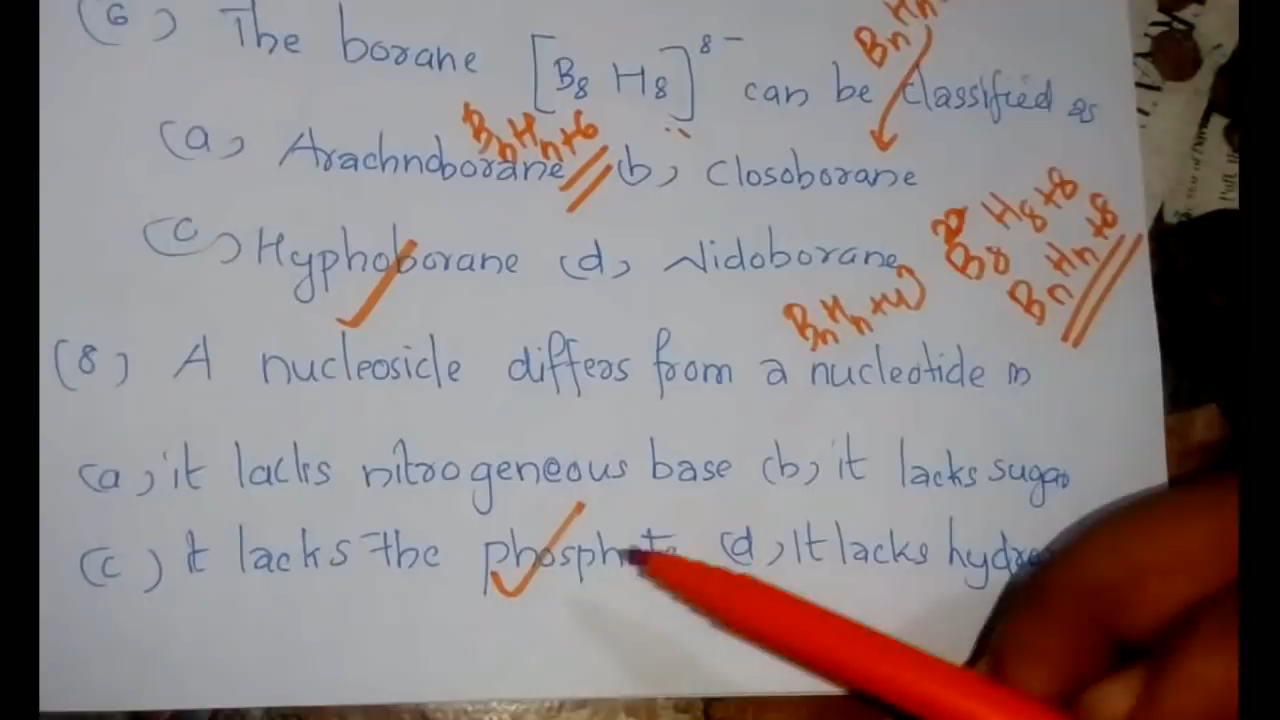 (6) The borane [B8 H8]8- can be classified as
BnHn
(a) Arachnoborane (b) Closoborane
BnHn+6
(c) Hyphoborane (d) Nidoborane
B8 H8+8
BnHn+8
BnHn+4
(8) A nucleoside differs from a nucleotide in
(a) it lacks nitrogeneous base (b) it lacks sugar
(c) it lacks the phosphate (d) It lacks